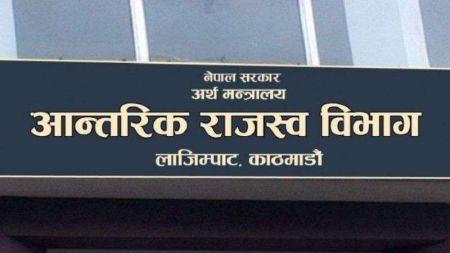 नेपाल सरकार
अर्थ मन्त्रालय
आन्तरिक राजस्व विभाग
लाजिम्पाट, काठमाडौं